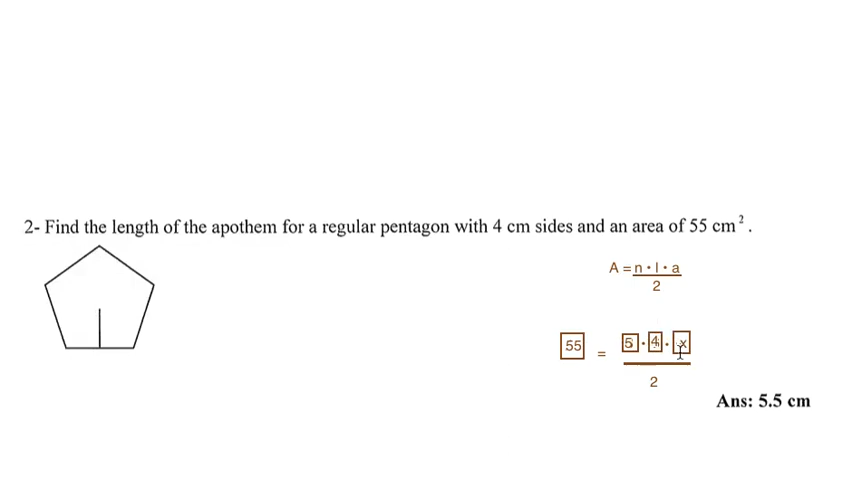 2- Find the length of the apothem for a regular pentagon with 4 cm sides and an area of 55 cm².
A = n · l · a
2
55 = 5 · 4 · x
2
Ans: 5.5 cm